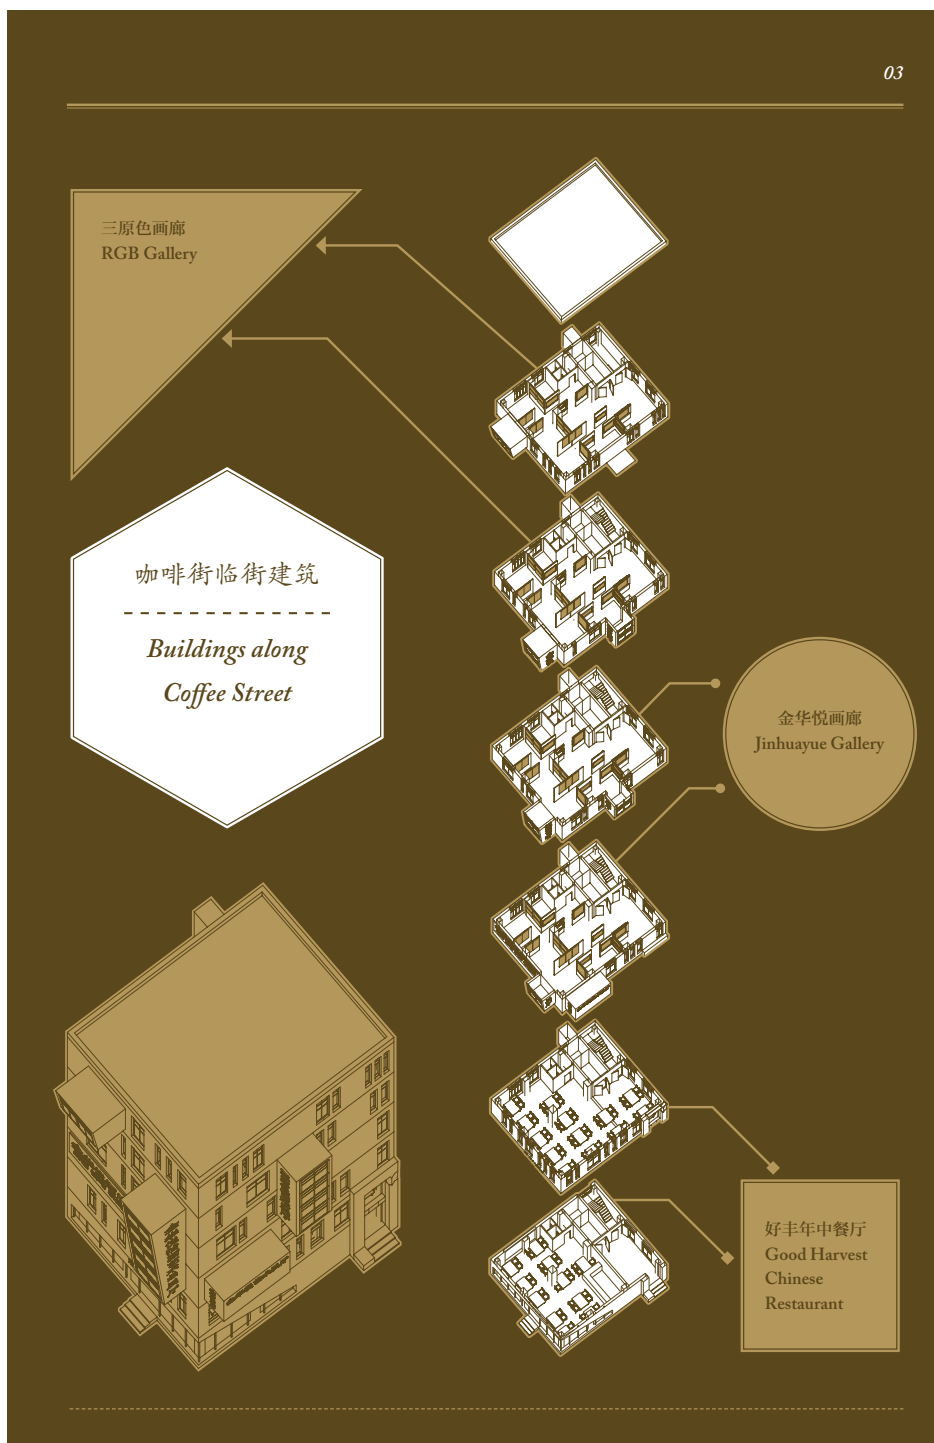 03
三原色画廊
RGB Gallery
咖啡街临街建筑
Buildings along
Coffee Street
金华悦画廊
Jinhuayue Gallery
好丰年中餐厅
Good Harvest
Chinese
Restaurant